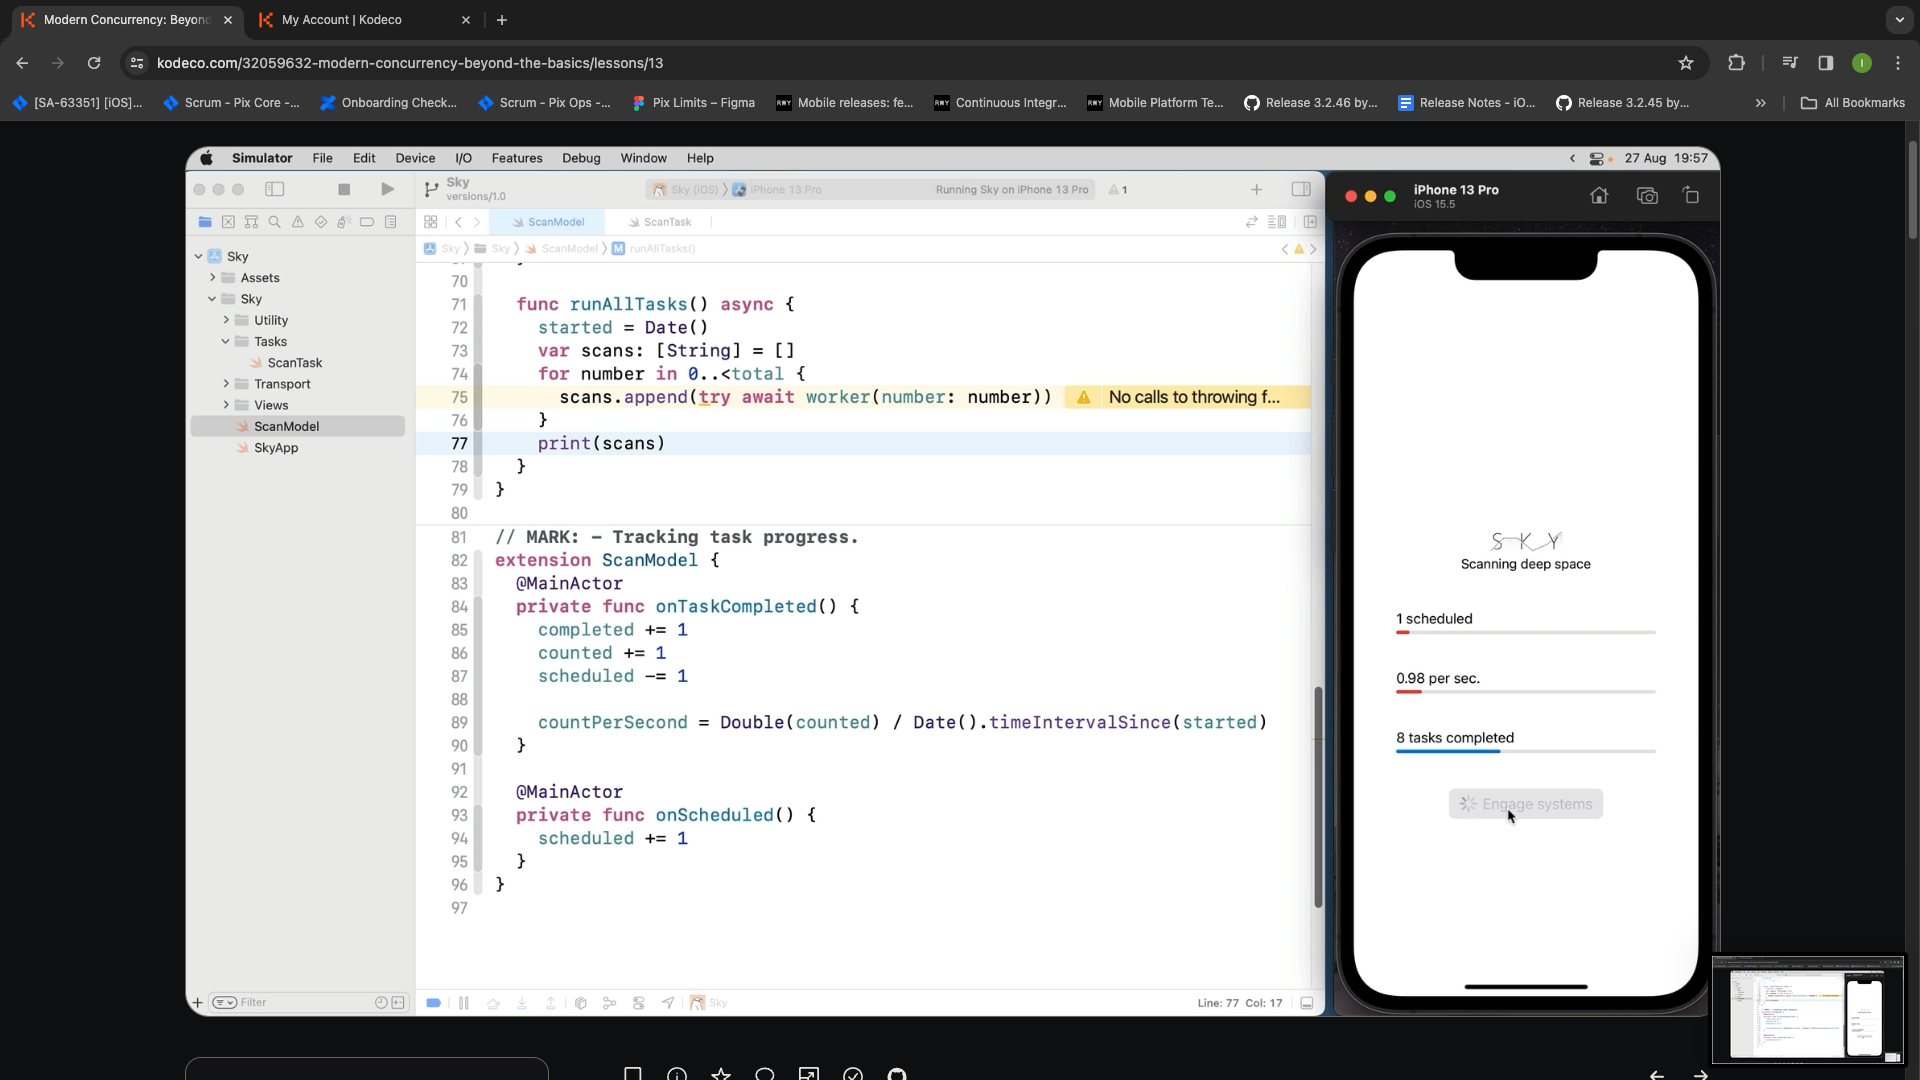 Modern Concurrency: Beyond
My Account | Kodeco
kodeco.com/32059632-modern-concurrency-beyond-the-basics/lessons/13
I
[SA-63351] [iOS]...
Scrum - Pix Core -...
Onboarding Check...
Scrum - Pix Ops -...
Pix Limits – Figma
RWY Mobile releases: fe...
RWY Continuous Integr...
RWY Mobile Platform Te...
Release 3.2.46 by...
Release Notes - iO...
Release 3.2.45 by...
All Bookmarks
Simulator File Edit Device I/O Features Debug Window Help
27 Aug 19:57
Sky
versions/1.0
Sky (iOS) iPhone 13 Pro
Running Sky on iPhone 13 Pro
1
iPhone 13 Pro
iOS 15.5
ScanModel
ScanTask
Sky Sky ScanModel M runAllTasks()
Sky
Assets
Sky
Utility
Tasks
ScanTask
Transport
Views
ScanModel
SkyApp
70
71 func runAllTasks() async {
72 started = Date()
73 var scans: [String] = []
74 for number in 0..<total {
75 scans.append(try await worker(number: number)) No calls to throwing f...
76 }
77 print(scans)
78 }
79 }
80
81 // MARK: - Tracking task progress.
82 extension ScanModel {
83 @MainActor
84 private func onTaskCompleted() {
85 completed += 1
86 counted += 1
87 scheduled -= 1
88
89 countPerSecond = Double(counted) / Date().timeIntervalSince(started)
90 }
91
92 @MainActor
93 private func onScheduled() {
94 scheduled += 1
95 }
96 }
97
SKY
Scanning deep space
1 scheduled
0.98 per sec.
8 tasks completed
Engage systems
Filter
Sky
Line: 77 Col: 17